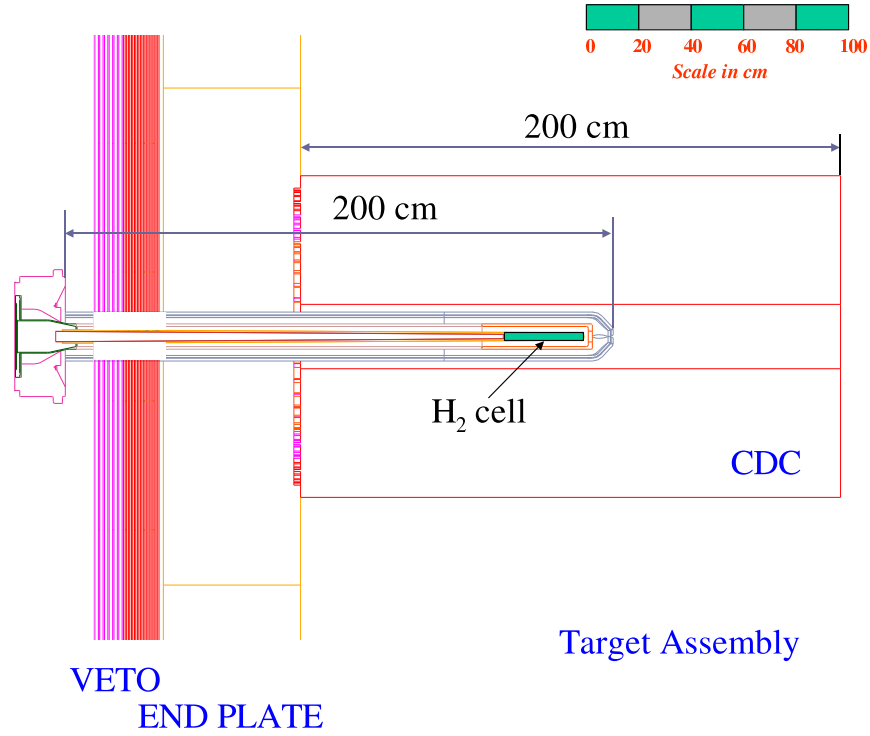 0 20 40 60 80 100
Scale in cm
200 cm
200 cm
H₂ cell
CDC
Target Assembly
VETO
END PLATE